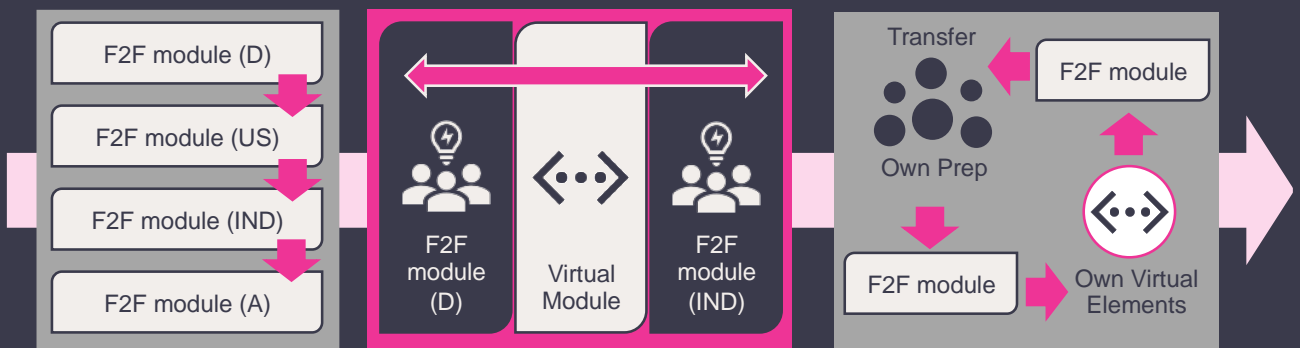 F2F module (D)
F2F module (US)
F2F module (IND)
F2F module (A)
F2F
module
(D)
Virtual
Module
F2F
module
(IND)
Transfer
F2F module
Own Prep
F2F module
Own Virtual
Elements